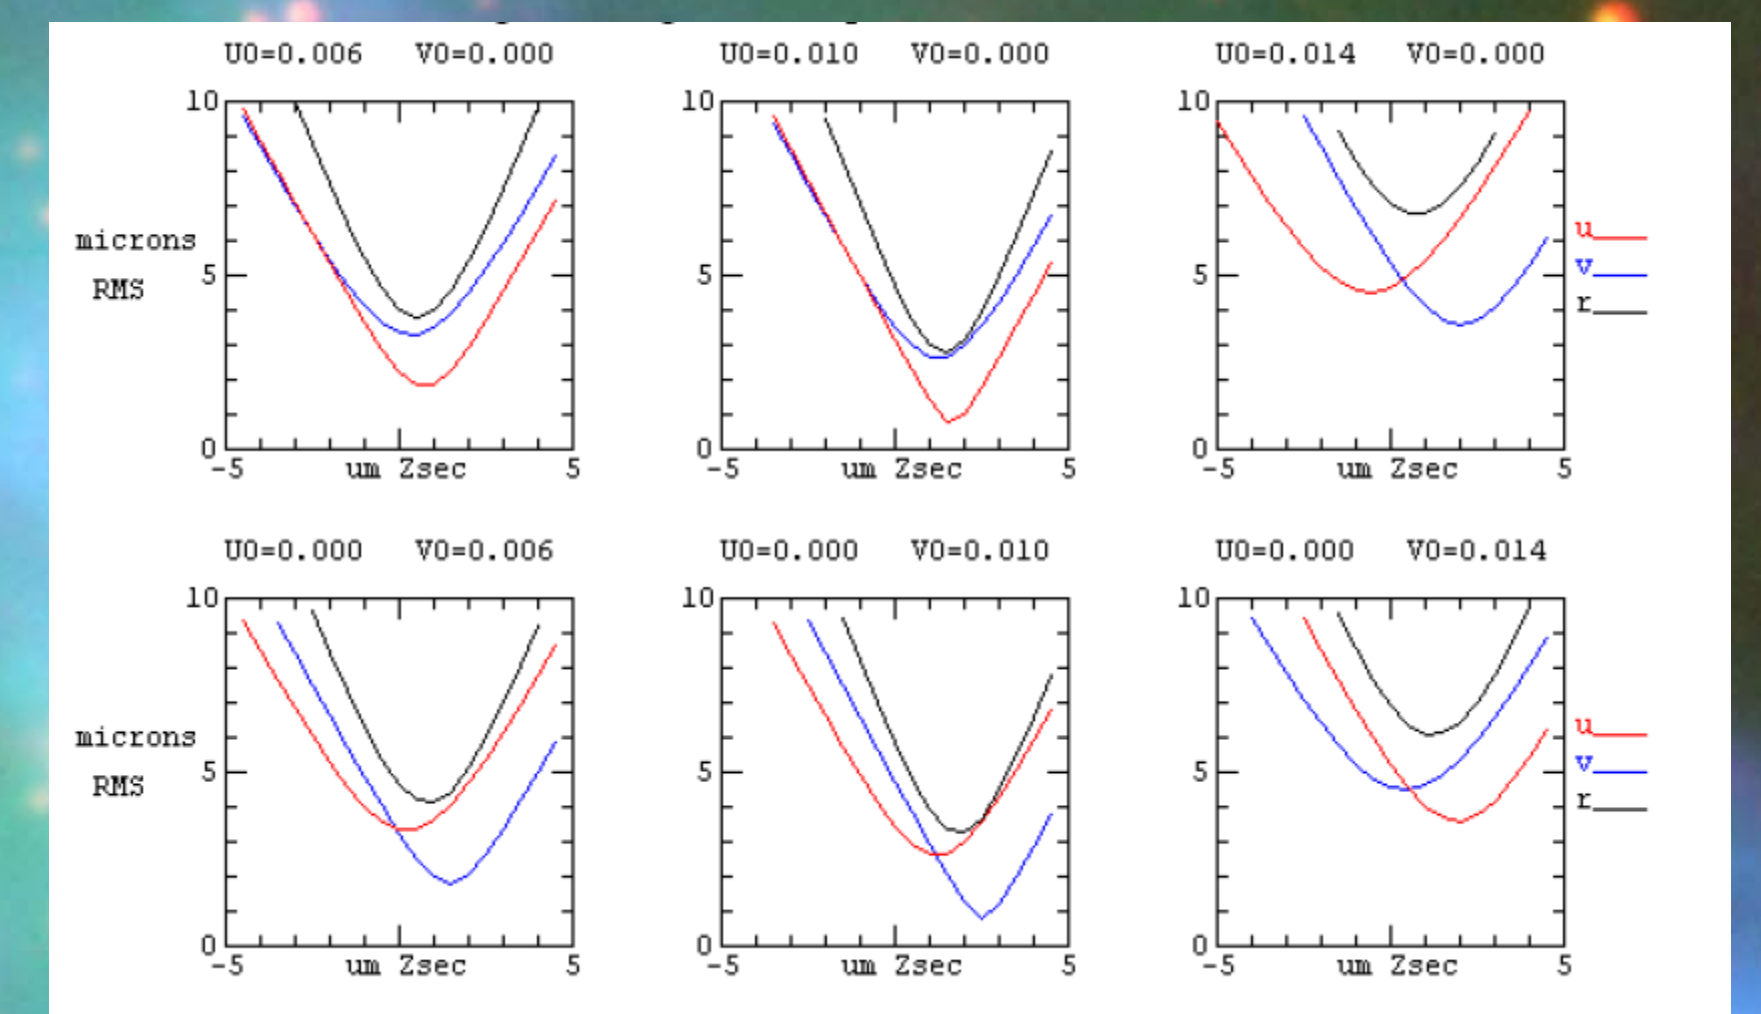 U0=0.006 V0=0.000
10
microns
RMS
5
0
-5 um Zsec 5
U0=0.010 V0=0.000
10
5
0
-5 um Zsec 5
U0=0.014 V0=0.000
10
5
0
-5 um Zsec 5
u
v
r
U0=0.000 V0=0.006
10
microns
RMS
5
0
-5 um Zsec 5
U0=0.000 V0=0.010
10
5
0
-5 um Zsec 5
U0=0.000 V0=0.014
10
5
0
-5 um Zsec 5
u
v
r